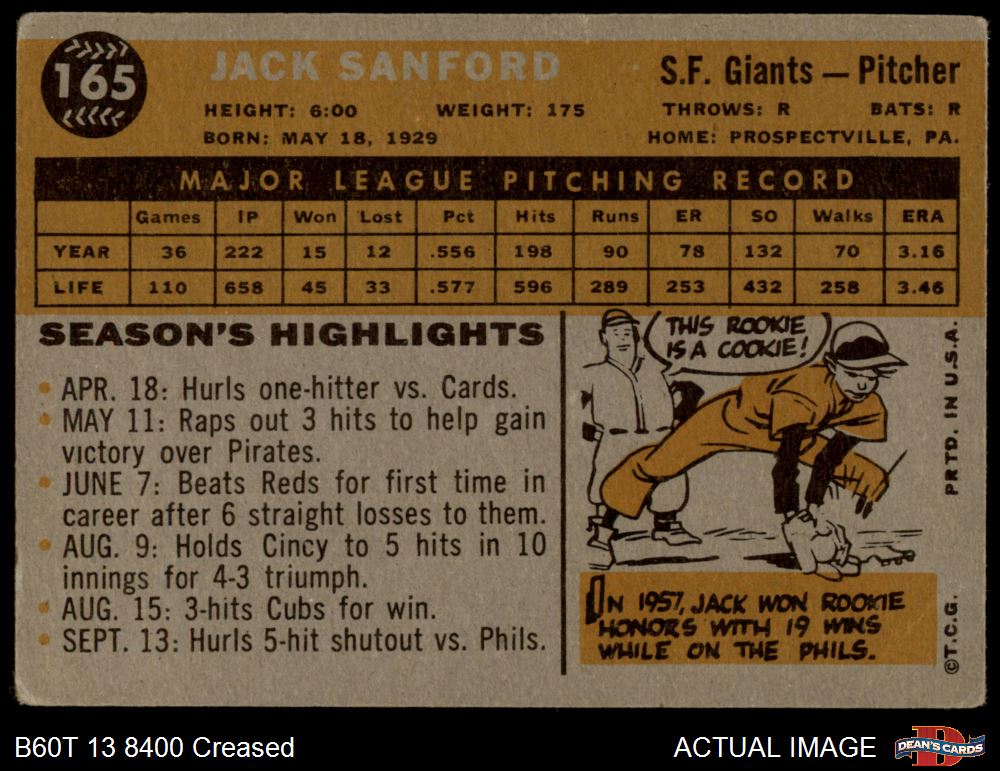 165
JACK SANFORD
S.F. Giants — Pitcher
HEIGHT: 6:00 WEIGHT: 175 THROWS: R BATS: R
BORN: MAY 18, 1929 HOME: PROSPECTVILLE, PA.
MAJOR LEAGUE PITCHING RECORD
Games IP Won Lost Pct Hits Runs ER SO Walks ERA
YEAR 36 222 15 12 .556 198 90 78 132 70 3.16
LIFE 110 658 45 33 .577 596 289 253 432 258 3.46
SEASON'S HIGHLIGHTS
• APR. 18: Hurls one-hitter vs. Cards.
• MAY 11: Raps out 3 hits to help gain
victory over Pirates.
• JUNE 7: Beats Reds for first time in
career after 6 straight losses to them.
• AUG. 9: Holds Cincy to 5 hits in 10
innings for 4-3 triumph.
• AUG. 15: 3-hits Cubs for win.
• SEPT. 13: Hurls 5-hit shutout vs. Phils.
THIS ROOKIE
IS A COOKIE!
IN 1957, JACK WON ROOKIE
HONORS WITH 19 WINS
WHILE ON THE PHILS.
©T.C.G. PRTD. IN U.S.A.
B60T 13 8400 Creased
ACTUAL IMAGE
D
DEAN'S CARDS